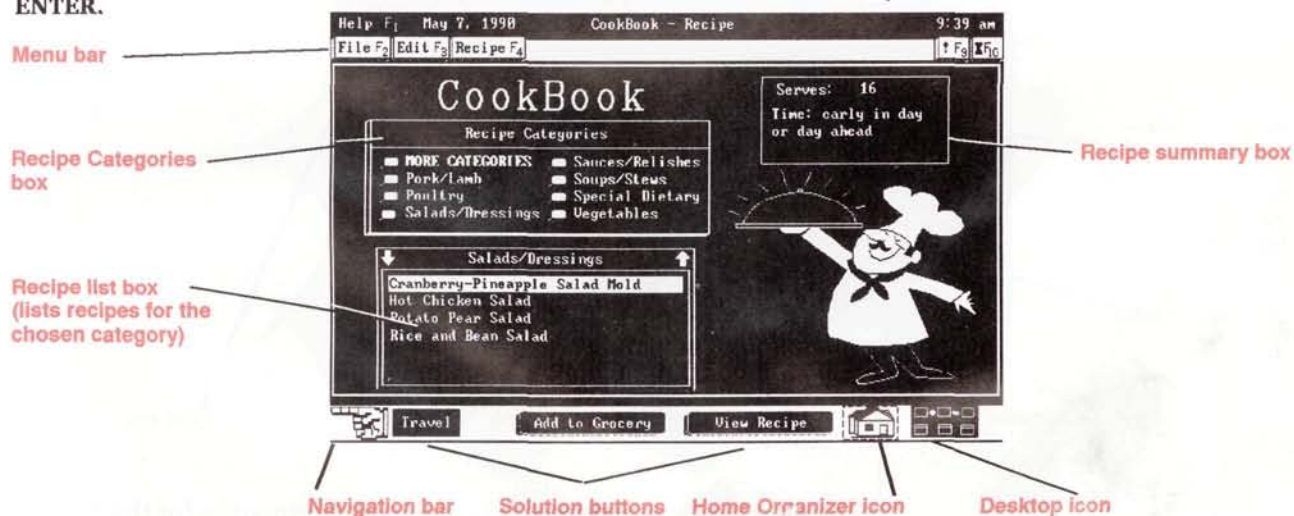 ENTER.
Help F1 May 7, 1990 CookBook - Recipe 9:39 am
File F2 Edit F3 Recipe F4 ! F9 F10
Menu bar
CookBook
Serves: 16
Time: early in day
or day ahead
Recipe Categories
Recipe Categories
box
MORE CATEGORIES Sauces/Relishes
Pork/Lamb Soups/Stews
Poultry Special Dietary
Salads/Dressings Vegetables
Recipe summary box
Salads/Dressings
Recipe list box
(lists recipes for the
chosen category)
Cranberry-Pineapple Salad Mold
Hot Chicken Salad
Potato Pear Salad
Rice and Bean Salad
Travel Add to Grocery View Recipe
Navigation bar Solution buttons Home Organizer icon Desktop icon